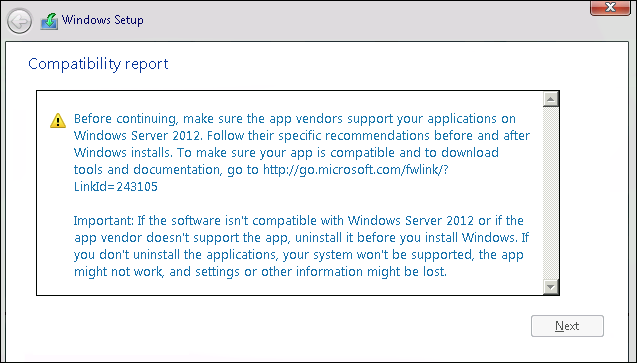 Windows Setup
Compatibility report
Before continuing, make sure the app vendors support your applications on
Windows Server 2012. Follow their specific recommendations before and after
Windows installs. To make sure your app is compatible and to download
tools and documentation, go to http://go.microsoft.com/fwlink/?
LinkId=243105
Important: If the software isn't compatible with Windows Server 2012 or if the
app vendor doesn't support the app, uninstall it before you install Windows. If
you don't uninstall the applications, your system won't be supported, the app
might not work, and settings or other information might be lost.
Next